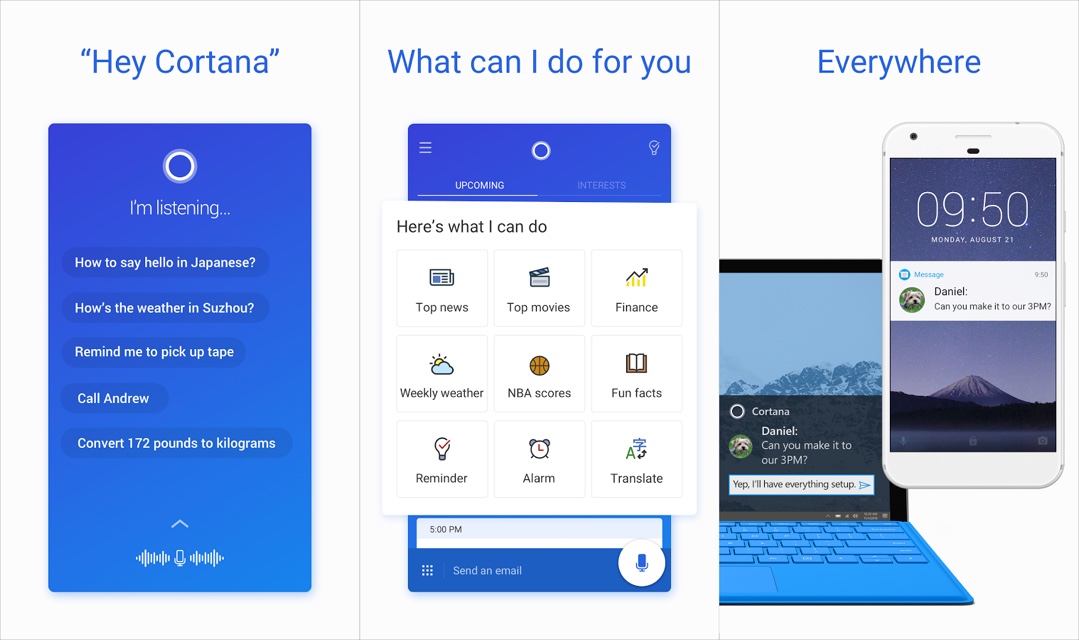 “Hey Cortana”
I'm listening...
How to say hello in Japanese?
How's the weather in Suzhou?
Remind me to pick up tape
Call Andrew
Convert 172 pounds to kilograms
What can I do for you
UPCOMING
INTERESTS
Here's what I can do
Top news
Top movies
Finance
Weekly weather
NBA scores
Fun facts
Reminder
Alarm
字
A
Translate
5:00 PM
Send an email
Everywhere
09:50
MONDAY, AUGUST 21
Message
9:50
Daniel:
Can you make it to our 3PM?
Cortana
Daniel:
Can you make it to
our 3PM?
Yep, I'll have everything setup.